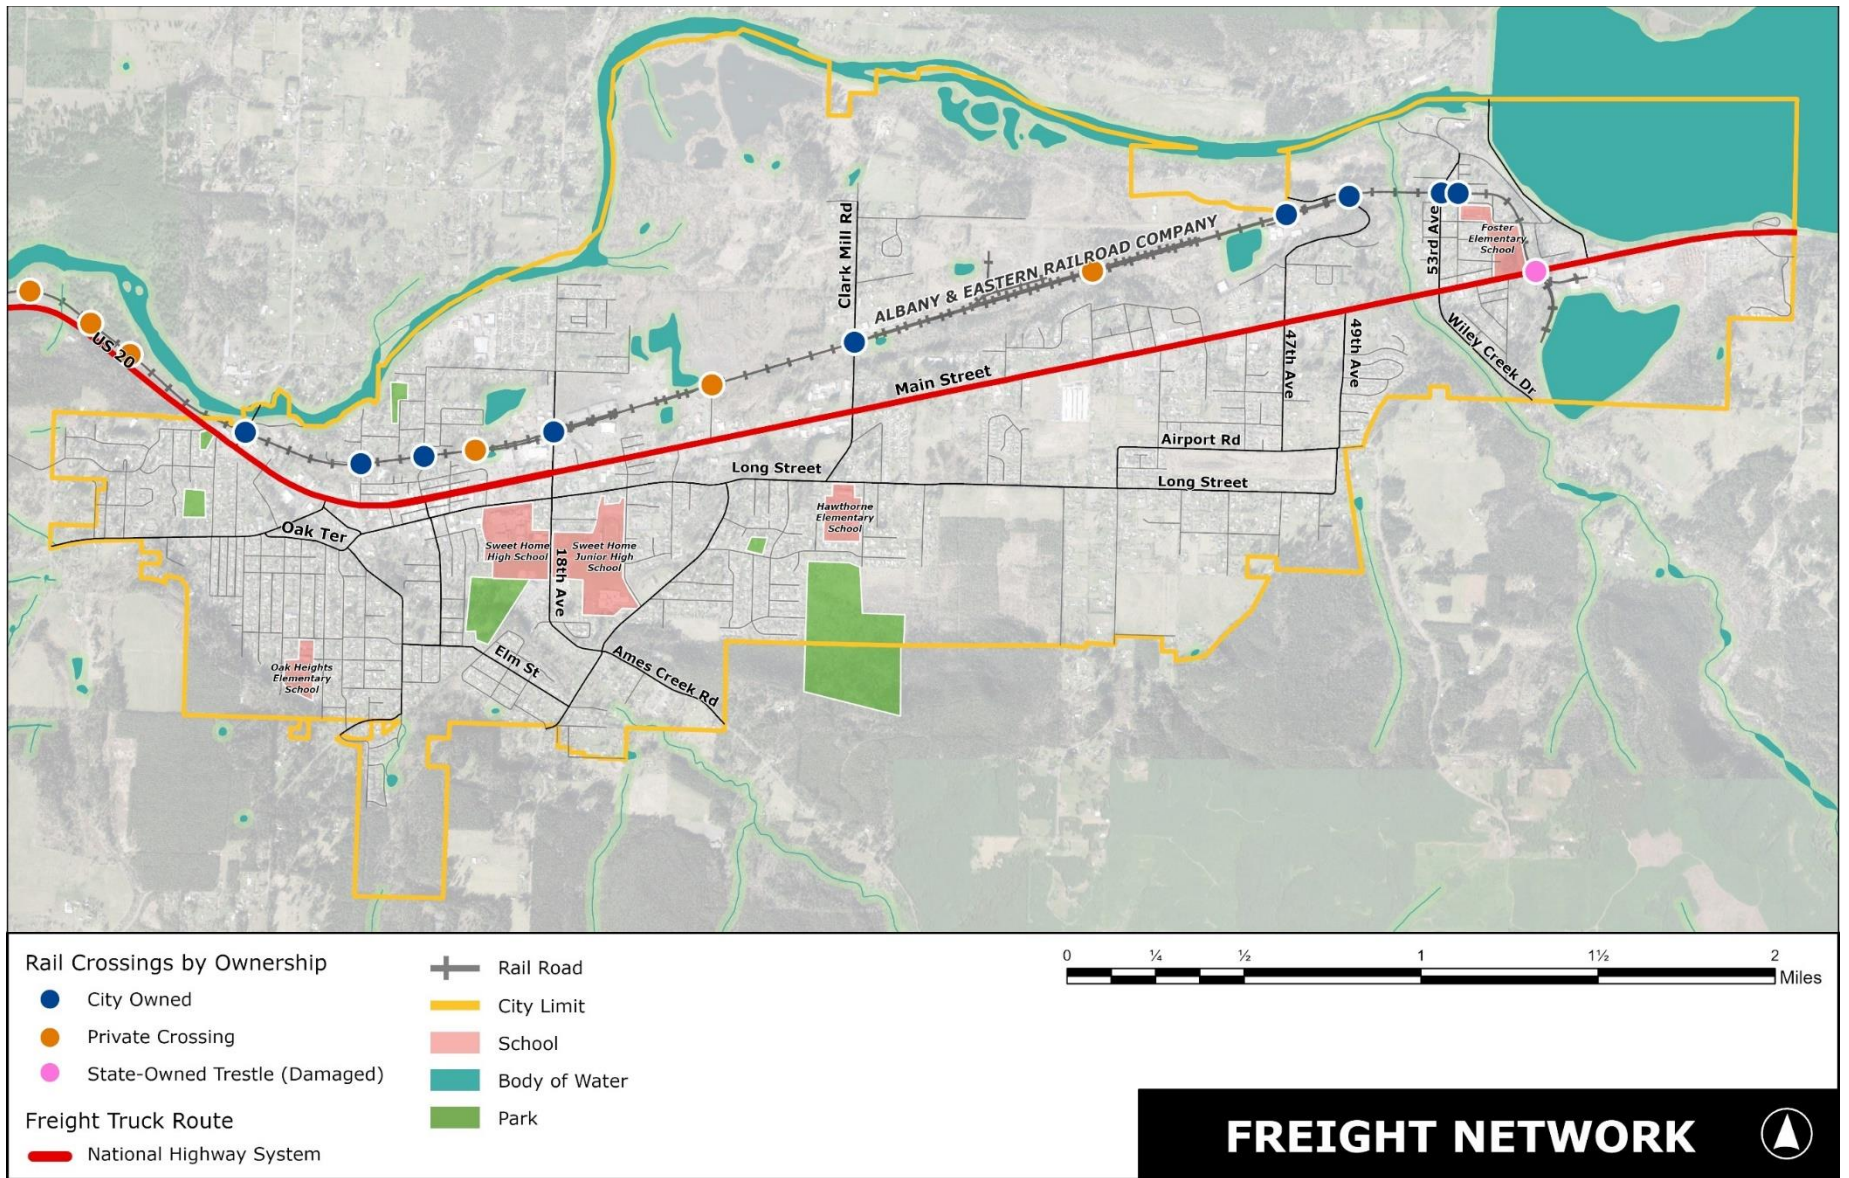 Clark Mill Rd
ALBANY & EASTERN RAILROAD COMPANY
53rd Ave
Foster
Elementary
School
US 20
Main Street
47th Ave
49th Ave
Wiley Creek Dr
Airport Rd
Long Street
Long Street
Oak Ter
Hawthorne
Elementary
School
Sweet Home
High School
18th Ave
Sweet Home
Junior High
School
Oak Heights
Elementary
School
Elm St
Ames Creek Rd
Rail Crossings by Ownership
City Owned
Private Crossing
State-Owned Trestle (Damaged)
Freight Truck Route
National Highway System
Rail Road
City Limit
School
Body of Water
Park
0 ¼ ½ 1 1½ 2
Miles
FREIGHT NETWORK